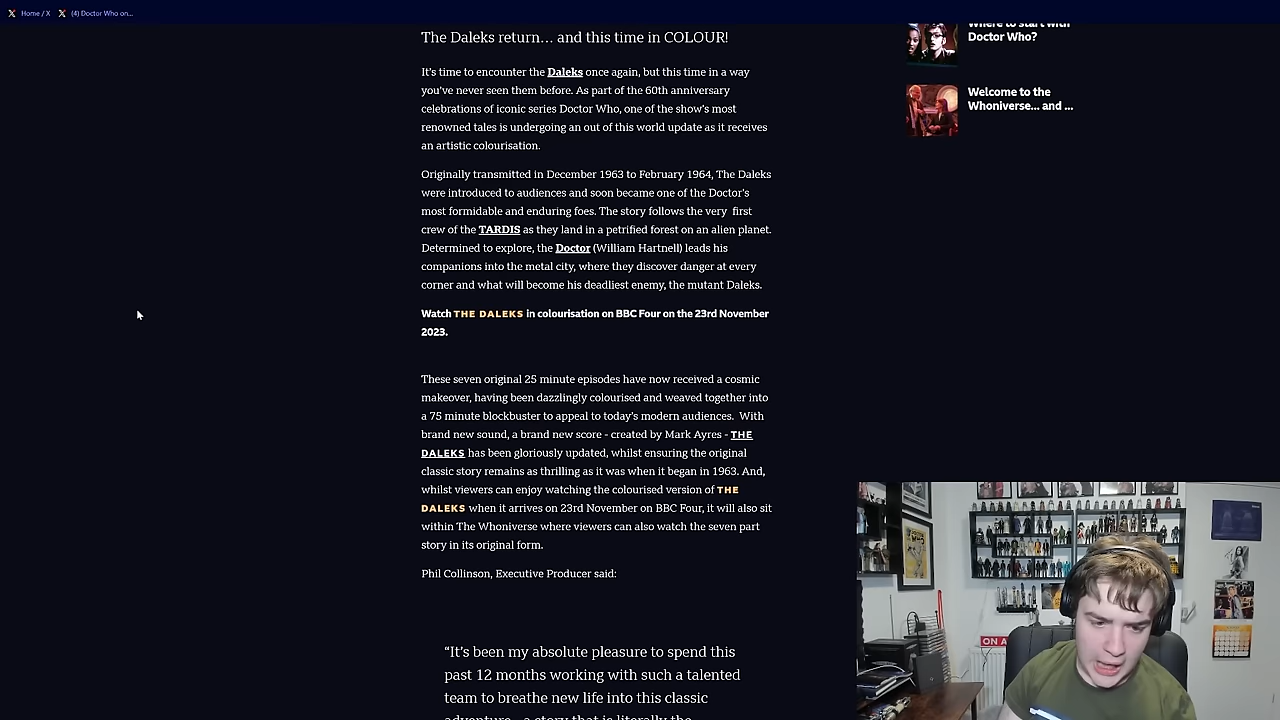 Home / X
(4) Doctor Who on...
The Daleks return... and this time in COLOUR!
It's time to encounter the Daleks once again, but this time in a way
you've never seen them before. As part of the 60th anniversary
celebrations of iconic series Doctor Who, one of the show's most
renowned tales is undergoing an out of this world update as it receives
an artistic colourisation.
Originally transmitted in December 1963 to February 1964, The Daleks
were introduced to audiences and soon became one of the Doctor's
most formidable and enduring foes. The story follows the very first
crew of the TARDIS as they land in a petrified forest on an alien planet.
Determined to explore, the Doctor (William Hartnell) leads his
companions into the metal city, where they discover danger at every
corner and what will become his deadliest enemy, the mutant Daleks.
Watch THE DALEKS in colourisation on BBC Four on the 23rd November
2023.
These seven original 25 minute episodes have now received a cosmic
makeover, having been dazzlingly colourised and weaved together into
a 75 minute blockbuster to appeal to today's modern audiences. With
brand new sound, a brand new score - created by Mark Ayres - THE
DALEKS has been gloriously updated, whilst ensuring the original
classic story remains as thrilling as it was when it began in 1963. And,
whilst viewers can enjoy watching the colourised version of THE
DALEKS when it arrives on 23rd November on BBC Four, it will also sit
within The Whoniverse where viewers can also watch the seven part
story in its original form.
Phil Collinson, Executive Producer said:
"It's been my absolute pleasure to spend this
past 12 months working with such a talented
team to breathe new life into this classic
adventure - a story that is literally the
Where to start with
Doctor Who?
Welcome to the
Whoniverse... and ...
ON A